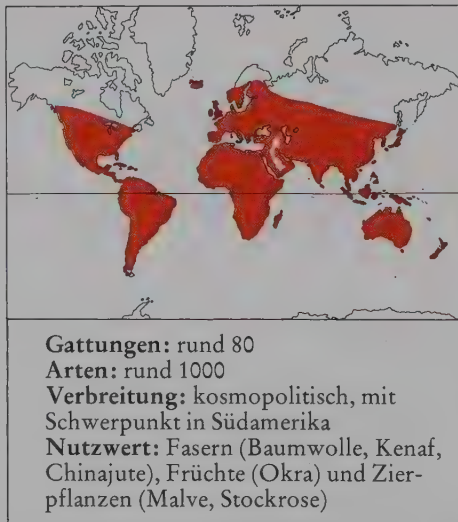 Gattungen: rund 80
Arten: rund 1000
Verbreitung: kosmopolitisch, mit
Schwerpunkt in Südamerika
Nutzwert: Fasern (Baumwolle, Kenaf,
Chinajute), Früchte (Okra) und Zier-
pflanzen (Malve, Stockrose)